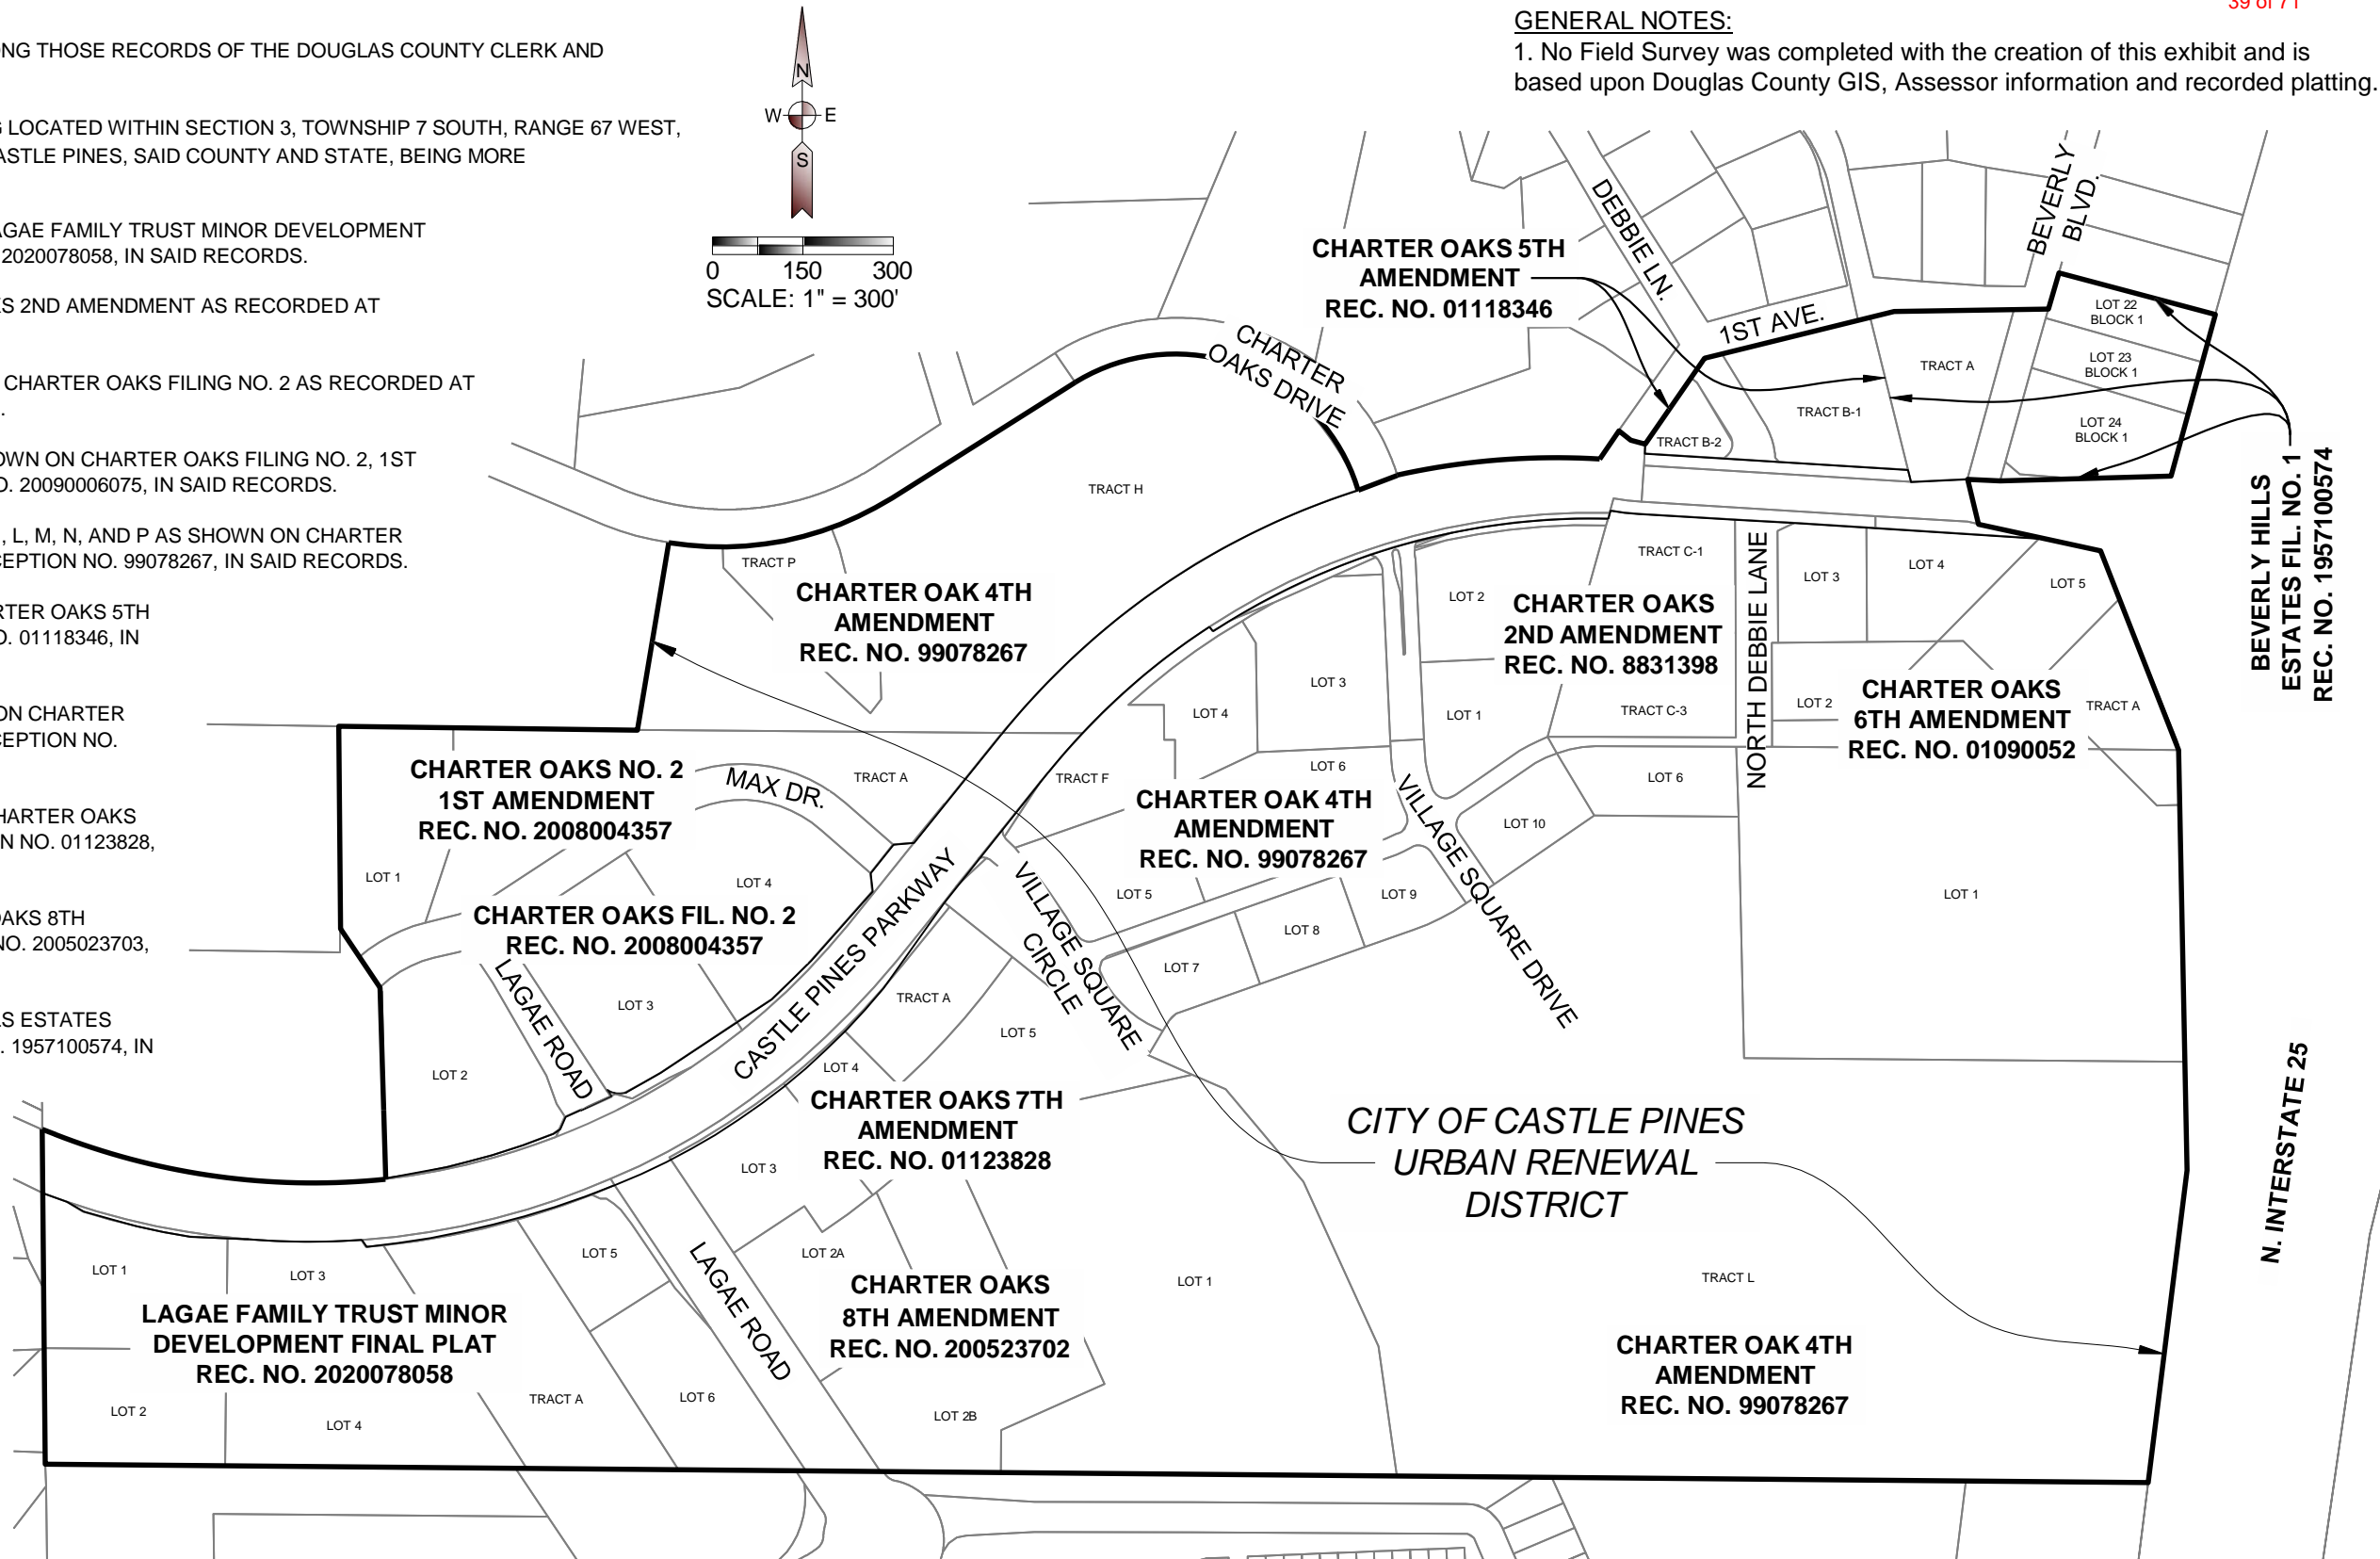 39 of 71
GENERAL NOTES:
1. No Field Survey was completed with the creation of this exhibit and is
based upon Douglas County GIS, Assessor information and recorded platting.
THOSE RECORDS OF THE DOUGLAS COUNTY CLERK AND
LOCATED WITHIN SECTION 3, TOWNSHIP 7 SOUTH, RANGE 67 WEST,
CASTLE PINES, SAID COUNTY AND STATE, BEING MORE
LAGAE FAMILY TRUST MINOR DEVELOPMENT
2020078058, IN SAID RECORDS.
2ND AMENDMENT AS RECORDED AT
CHARTER OAKS FILING NO. 2 AS RECORDED AT
.
ON CHARTER OAKS FILING NO. 2, 1ST
20090006075, IN SAID RECORDS.
, L, M, N, AND P AS SHOWN ON CHARTER
NO. 99078267, IN SAID RECORDS.
OAKS 5TH
01118346, IN
ON CHARTER
NO.
CHARTER OAKS
NO. 01123828,
8TH
NO. 2005023703,
ESTATES
1957100574, IN
N
W
E
S
0 150 300
SCALE: 1" = 300'
DEBBIE LN.
BEVERLY
BLVD.
CHARTER OAKS 5TH
AMENDMENT
REC. NO. 01118346
1ST AVE.
LOT 22
BLOCK 1
LOT 23
BLOCK 1
LOT 24
BLOCK 1
TRACT A
TRACT B-1
TRACT B-2
CHARTER
OAKS DRIVE
BEVERLY HILLS
ESTATES FIL. NO. 1
REC. NO. 1957100574
TRACT H
TRACT P
CHARTER OAK 4TH
AMENDMENT
REC. NO. 99078267
TRACT C-1
LOT 2
CHARTER OAKS
2ND AMENDMENT
REC. NO. 8831398
LOT 1
TRACT C-3
NORTH DEBBIE LANE
LOT 3
LOT 4
LOT 5
LOT 2
CHARTER OAKS
6TH AMENDMENT
REC. NO. 01090052
TRACT A
LOT 3
LOT 4
LOT 6
LOT 6
LOT 10
CHARTER OAKS NO. 2
1ST AMENDMENT
REC. NO. 2008004357
MAX DR.
TRACT A
TRACT F
CHARTER OAK 4TH
AMENDMENT
REC. NO. 99078267
VILLAGE SQUARE DRIVE
LOT 1
LOT 4
CHARTER OAKS FIL. NO. 2
REC. NO. 2008004357
CASTLE PINES PARKWAY
VILLAGE SQUARE
CIRCLE
LOT 5
LOT 9
LOT 8
LOT 7
LOT 1
LAGAE ROAD
LOT 3
LOT 2
TRACT A
LOT 5
LOT 4
CHARTER OAKS 7TH
AMENDMENT
REC. NO. 01123828
LOT 3
CITY OF CASTLE PINES
URBAN RENEWAL
DISTRICT
N. INTERSTATE 25
LOT 1
LOT 3
LAGAE FAMILY TRUST MINOR
DEVELOPMENT FINAL PLAT
REC. NO. 2020078058
LOT 2
LOT 4
LOT 5
TRACT A
LOT 6
LAGAE ROAD
LOT 2A
CHARTER OAKS
8TH AMENDMENT
REC. NO. 200523702
LOT 2B
LOT 1
TRACT L
CHARTER OAK 4TH
AMENDMENT
REC. NO. 99078267